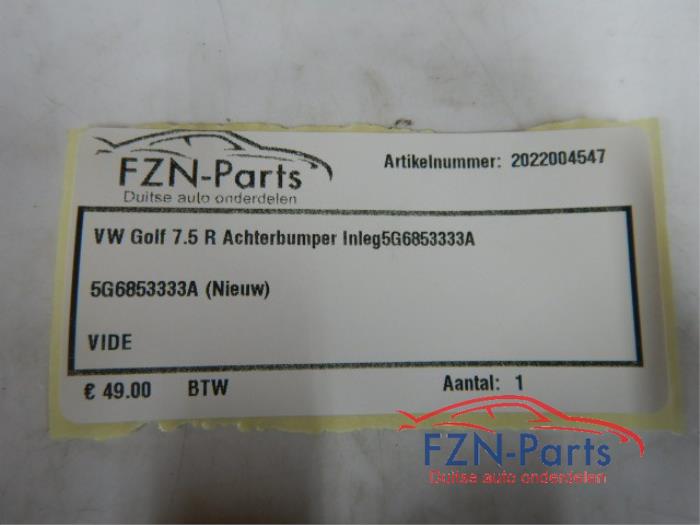 FZN-Parts
Duitse auto onderdelen
Artikelnummer: 2022004547
VW Golf 7.5 R Achterbumper Inleg5G6853333A
5G6853333A (Nieuw)
VIDE
€ 49.00 BTW Aantal: 1
FZN-Parts
Duitse auto onderdelen